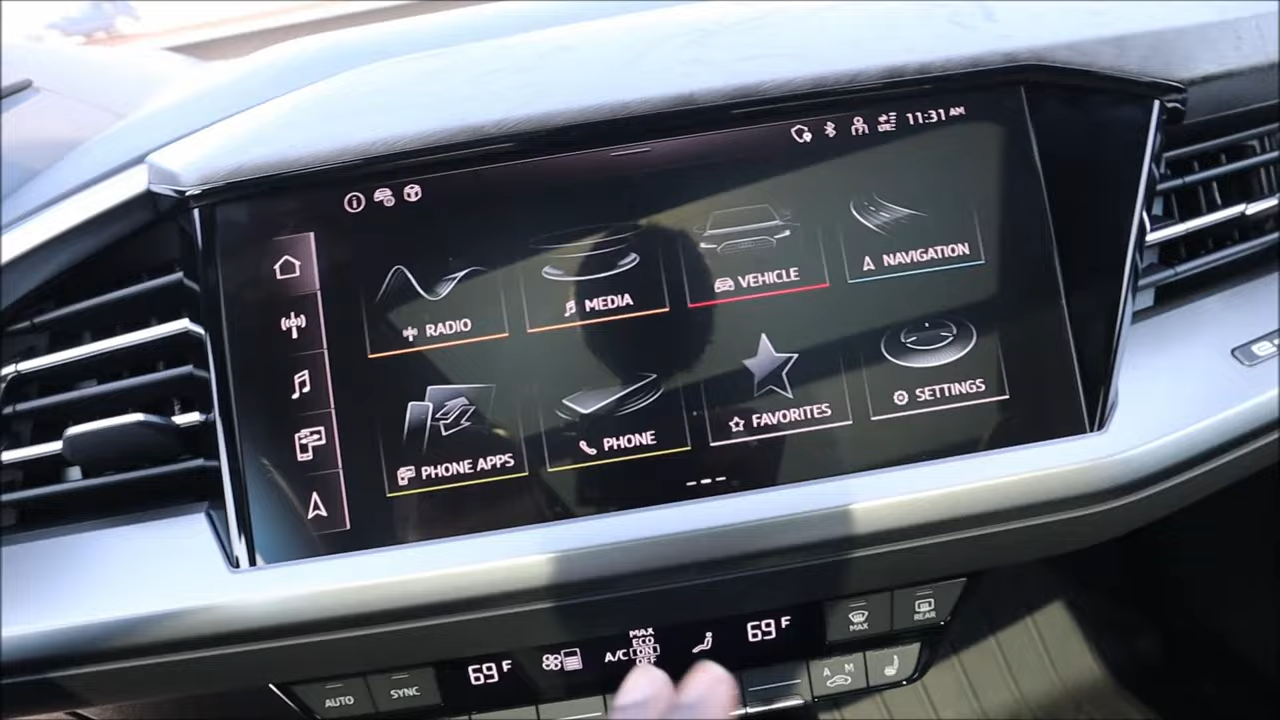 11:31 AM
RADIO
MEDIA
VEHICLE
NAVIGATION
PHONE APPS
PHONE
FAVORITES
SETTINGS
MAX
REAR
69 F
A/C
MAX
ECO
ON
OFF
69 F
AUTO
SYNC
A M